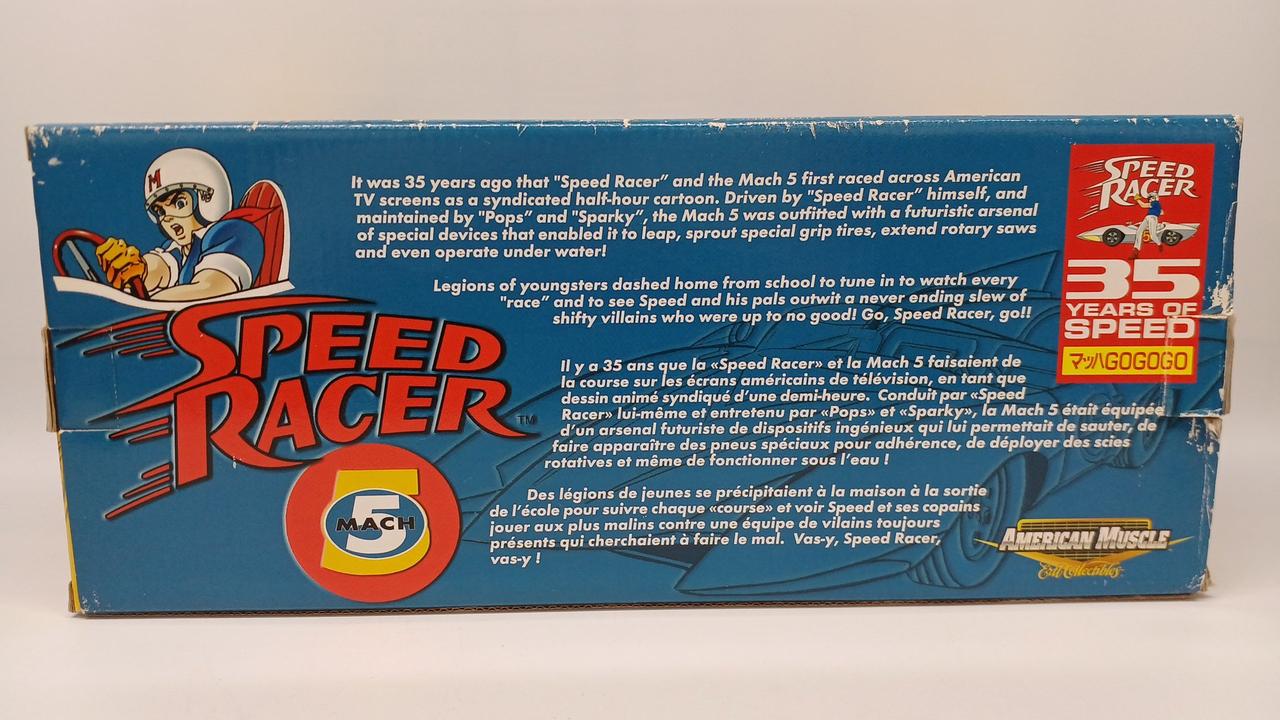 M
It was 35 years ago that "Speed Racer" and the Mach 5 first raced across American
TV screens as a syndicated half-hour cartoon. Driven by "Speed Racer" himself, and
maintained by "Pops" and "Sparky", the Mach 5 was outfitted with a futuristic arsenal
of special devices that enabled it to leap, sprout special grip tires, extend rotary saws
and even operate under water!
Legions of youngsters dashed home from school to tune in to watch every
"race" and to see Speed and his pals outwit a never ending slew of
shifty villains who were up to no good! Go, Speed Racer, go!!
SPEED
RACER
TM
5
MACH
Il y a 35 ans que la «Speed Racer» et la Mach 5 faisaient de
la course sur les écrans américains de télévision, en tant que
dessin animé syndiqué d'une demi-heure. Conduit par «Speed
Racer» lui-même et entretenu par «Pops» et «Sparky», la Mach 5 était équipée
d'un arsenal futuriste de dispositifs ingénieux qui lui permettait de sauter, de
faire apparaître des pneus spéciaux pour adhérence, de déployer des scies
rotatives et même de fonctionner sous l'eau !
Des légions de jeunes se précipitaient à la maison à la sortie
de l'école pour suivre chaque «course» et voir Speed et ses copains
jouer aux plus malins contre une équipe de vilains toujours
présents qui cherchaient à faire le mal. Vas-y, Speed Racer,
vas-y !
SPEED
RACER
5
35
YEARS OF
SPEED
マッハGOGOGO
AMERICAN MUSCLE
Ertl Collectibles